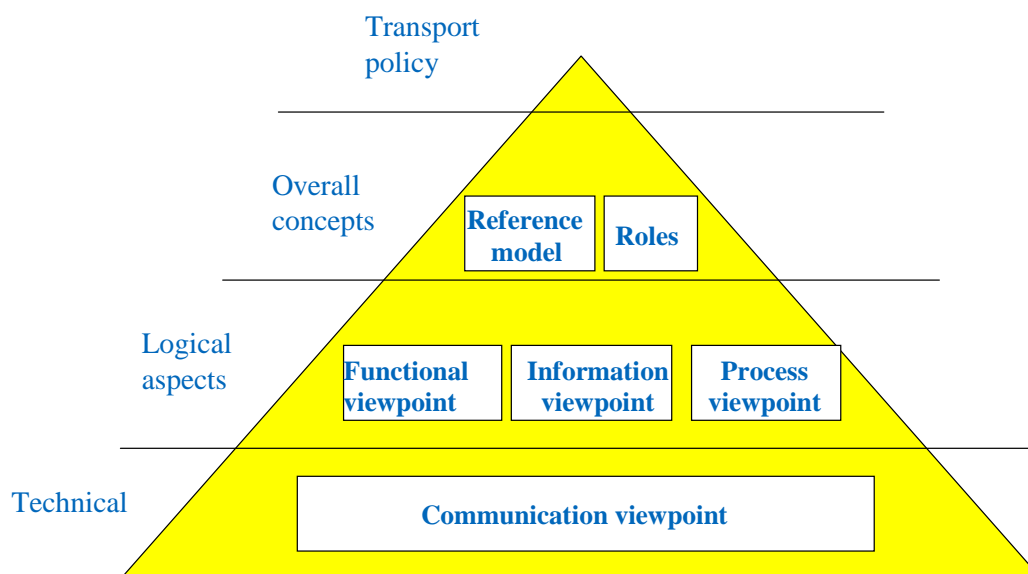 Transport
policy
Overall
concepts
Reference
model
Roles
Logical
aspects
Functional
viewpoint
Information
viewpoint
Process
viewpoint
Technical
Communication viewpoint